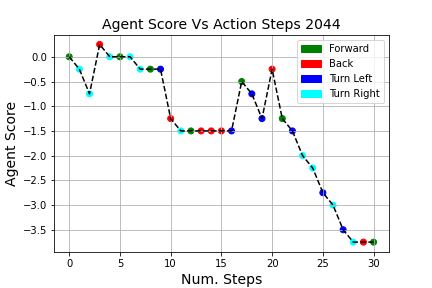 Agent Score Vs Action Steps 2044
Agent Score
0.0
−0.5
−1.0
−1.5
−2.0
−2.5
−3.0
−3.5
Forward
Back
Turn Left
Turn Right
0 5 10 15 20 25 30
Num. Steps